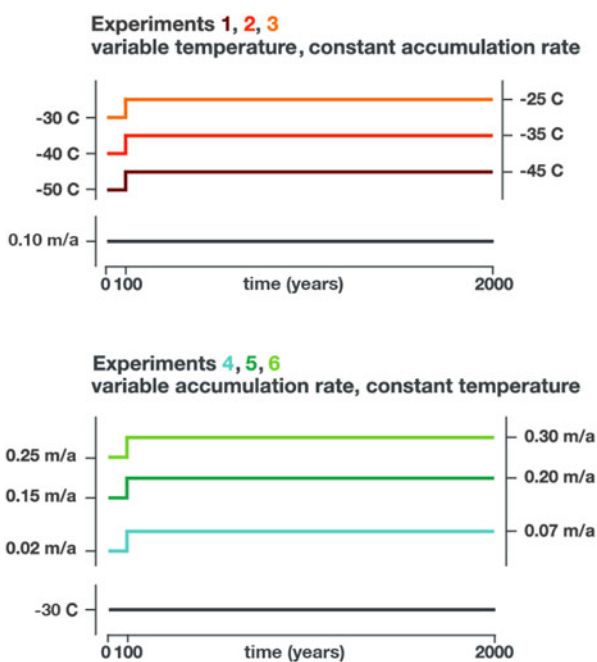 Experiments 1, 2, 3
variable temperature, constant accumulation rate
-30 C
-25 C
-40 C
-35 C
-50 C
-45 C
0.10 m/a
0 100 time (years) 2000
Experiments 4, 5, 6
variable accumulation rate, constant temperature
0.25 m/a
0.30 m/a
0.15 m/a
0.20 m/a
0.02 m/a
0.07 m/a
-30 C
0 100 time (years) 2000